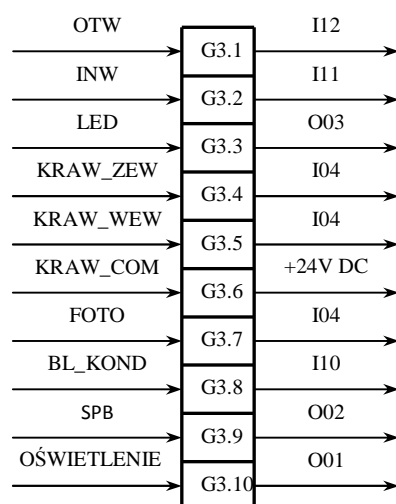 OTW G3.1 I12
INW G3.2 I11
LED G3.3 O03
KRAW_ZEW G3.4 I04
KRAW_WEW G3.5 I04
KRAW_COM G3.6 +24V DC
FOTO G3.7 I04
BL_KOND G3.8 I10
SPB G3.9 O02
OŚWIETLENIE G3.10 O01